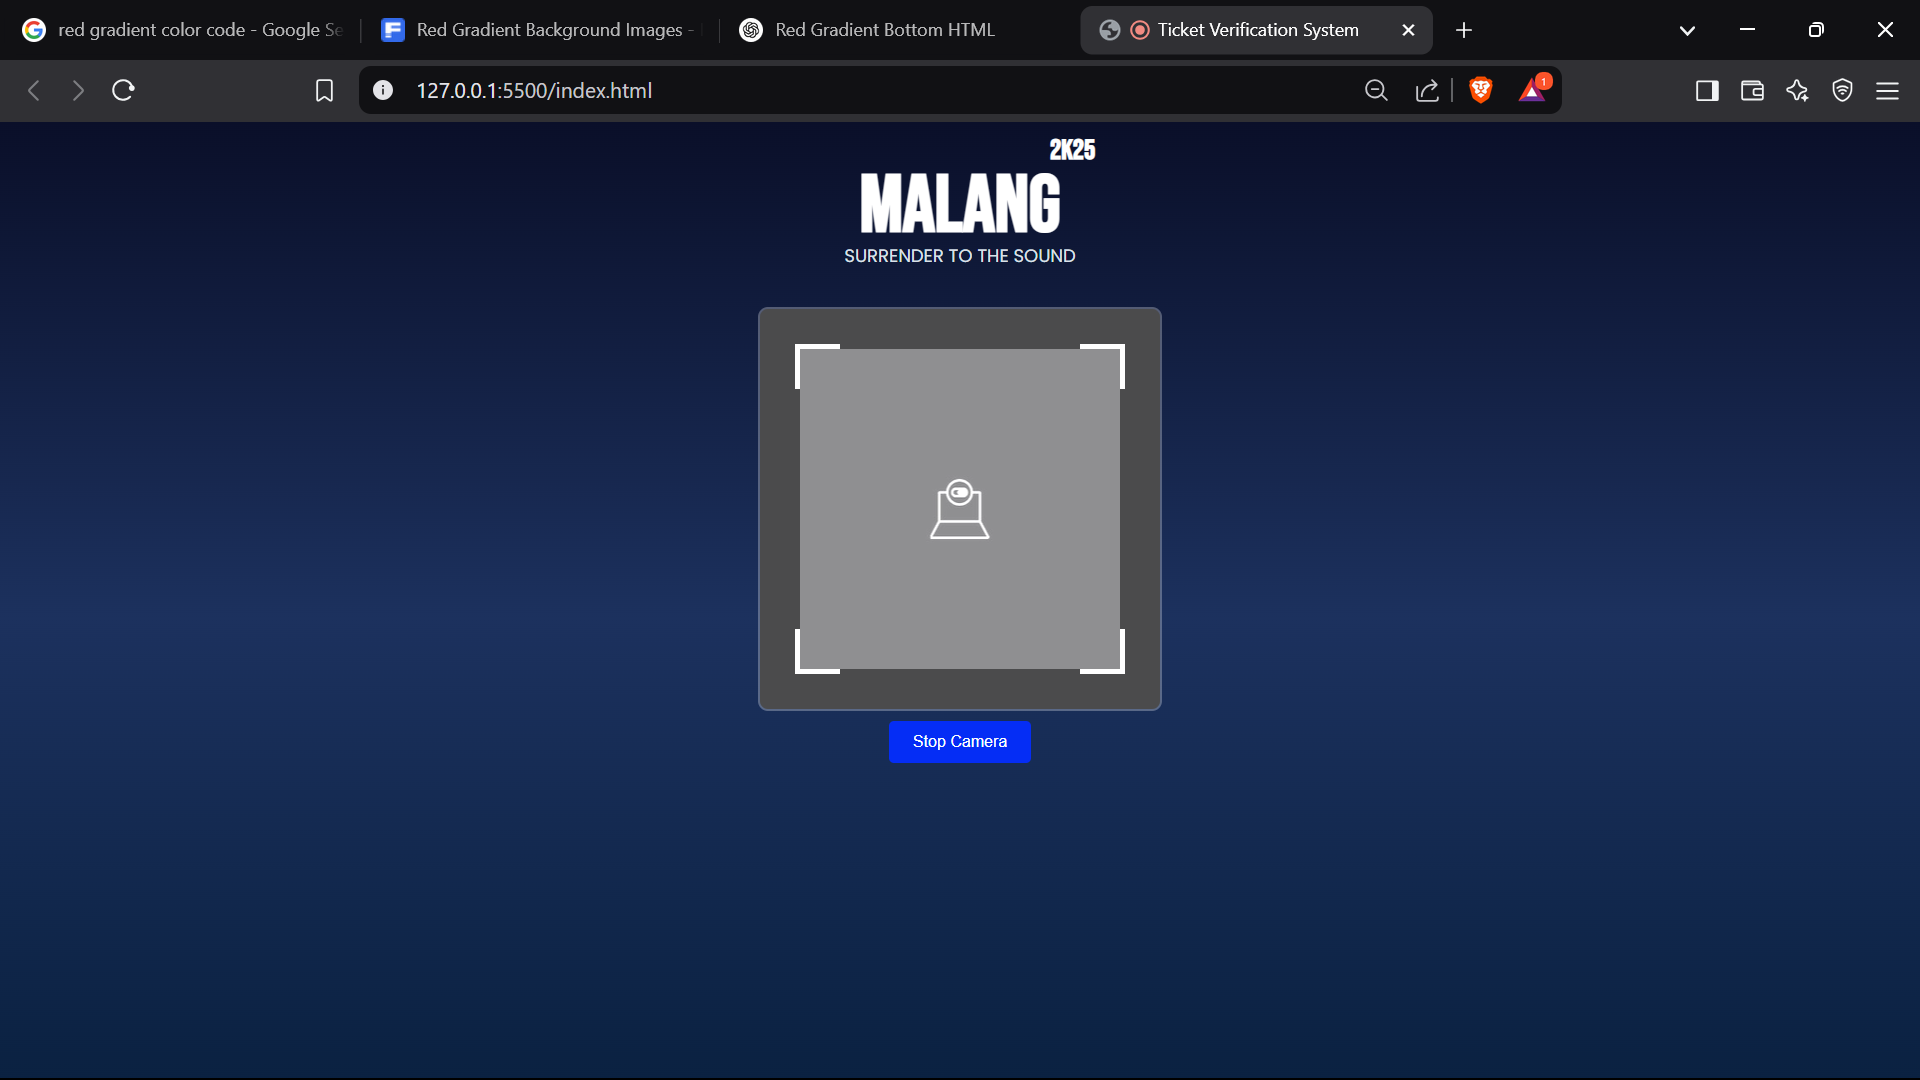 red gradient color code - Google Se
Red Gradient Background Images -
Red Gradient Bottom HTML
Ticket Verification System
127.0.0.1:5500/index.html
1
2K25
MALANG
SURRENDER TO THE SOUND
Stop Camera